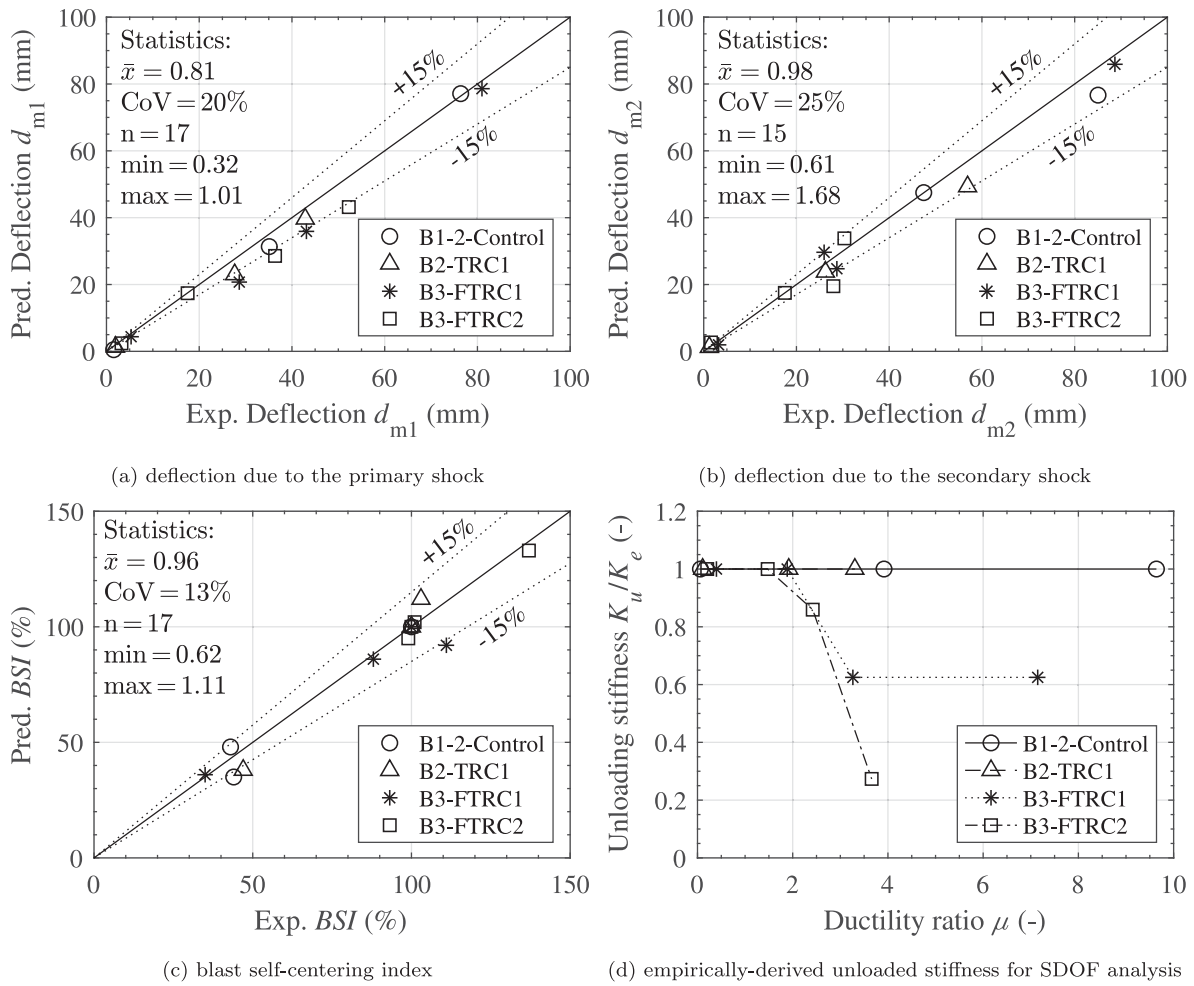 Statistics:
x̄ = 0.81
CoV = 20%
n = 17
min = 0.32
max = 1.01
+15%
-15%
B1-2-Control
B2-TRC1
B3-FTRC1
B3-FTRC2
100
80
60
40
20
0
0 20 40 60 80 100
Pred. Deflection d_m1 (mm)
Exp. Deflection d_m1 (mm)
(a) deflection due to the primary shock
Statistics:
x̄ = 0.98
CoV = 25%
n = 15
min = 0.61
max = 1.68
+15%
-15%
B1-2-Control
B2-TRC1
B3-FTRC1
B3-FTRC2
100
80
60
40
20
0
0 20 40 60 80 100
Pred. Deflection d_m2 (mm)
Exp. Deflection d_m2 (mm)
(b) deflection due to the secondary shock
Statistics:
x̄ = 0.96
CoV = 13%
n = 17
min = 0.62
max = 1.11
+15%
-15%
B1-2-Control
B2-TRC1
B3-FTRC1
B3-FTRC2
150
100
50
0
0 50 100 150
Pred. BSI (%)
Exp. BSI (%)
(c) blast self-centering index
1.2
1
0.8
0.6
0.4
0.2
0
0 2 4 6 8 10
Unloading stiffness K_u/K_e (-)
B1-2-Control
B2-TRC1
B3-FTRC1
B3-FTRC2
Ductility ratio μ (-)
(d) empirically-derived unloaded stiffness for SDOF analysis